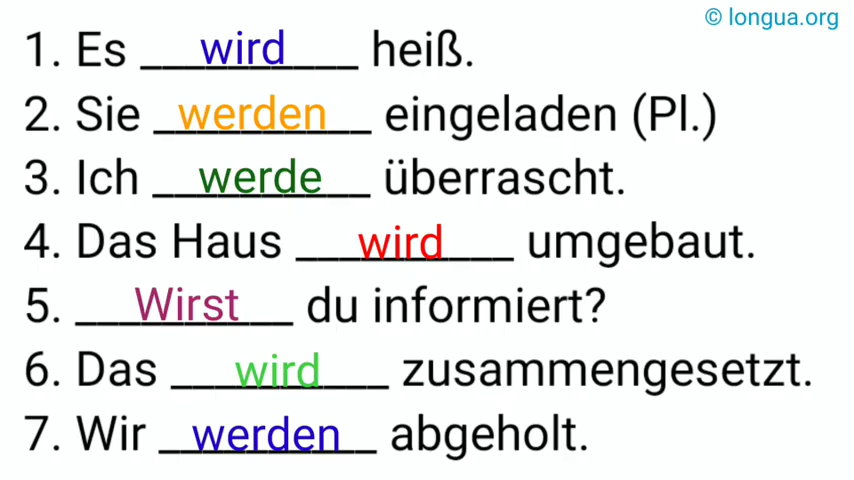 © longua.org
1. Es wird heiß.
2. Sie werden eingeladen (Pl.)
3. Ich werde überrascht.
4. Das Haus wird umgebaut.
5. Wirst du informiert?
6. Das wird zusammengesetzt.
7. Wir werden abgeholt.